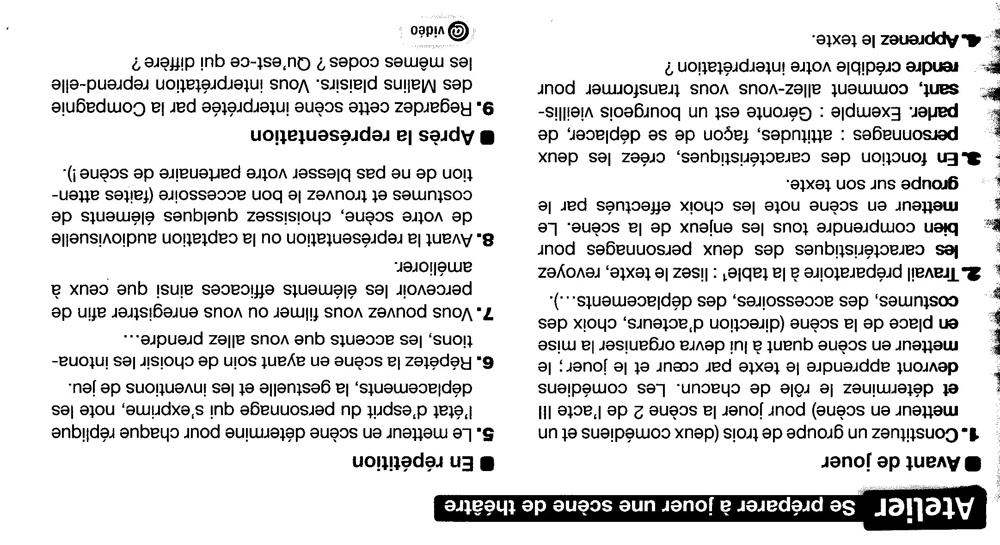 Atelier Se préparer à jouer une scène de théâtre
■ Avant de jouer
1. Constituez un groupe de trois (deux comédiens et un
metteur en scène) pour jouer la scène 2 de l'acte III
et déterminez le rôle de chacun. Les comédiens
devront apprendre le texte par cœur et le jouer ; le
metteur en scène quant à lui devra organiser la mise
en place de la scène (direction d'acteurs, choix des
costumes, des accessoires, des déplacements...).
2. Travail préparatoire à la table¹ : lisez le texte, revoyez
les caractéristiques des deux personnages pour
bien comprendre tous les enjeux de la scène. Le
metteur en scène note les choix effectués par le
groupe sur son texte.
3. En fonction des caractéristiques, créez les deux
personnages : attitudes, façon de se déplacer, de
parler. Exemple : Géronte est un bourgeois vieillis-
sant, comment allez-vous vous transformer pour
rendre crédible votre interprétation ?
4. Apprenez le texte.
■ En répétition
5. Le metteur en scène détermine pour chaque réplique
l'état d'esprit du personnage qui s'exprime, note les
déplacements, la gestuelle et les inventions de jeu.
6. Répétez la scène en ayant soin de choisir les intona-
tions, les accents que vous allez prendre...
7. Vous pouvez vous filmer ou vous enregistrer afin de
percevoir les éléments efficaces ainsi que ceux à
améliorer.
8. Avant la représentation ou la captation audiovisuelle
de votre scène, choisissez quelques éléments de
costumes et trouvez le bon accessoire (faites atten-
tion de ne pas blesser votre partenaire de scène !).
■ Après la représentation
9. Regardez cette scène interprétée par la Compagnie
des Malins plaisirs. Vous interprétation reprend-elle
les mêmes codes ? Qu'est-ce qui diffère ?
@ vidéo